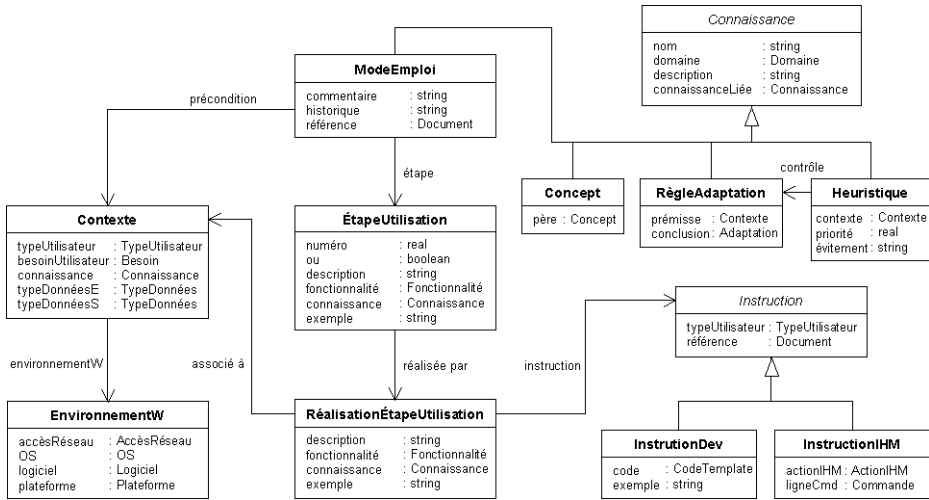 Connaissance
nom : string
domaine : Domaine
description : string
connaissanceLiée : Connaissance
ModeEmploi
commentaire : string
historique : string
référence : Document
précondition
étape
contrôle
Concept
père : Concept
RègleAdaptation
prémisse : Contexte
conclusion : Adaptation
Heuristique
contexte : Contexte
priorité : real
évitement : string
Contexte
typeUtilisateur : TypeUtilisateur
besoinUtilisateur : Besoin
connaissance : Connaissance
typeDonnéesE : TypeDonnées
typeDonnéesS : TypeDonnées
ÉtapeUtilisation
numéro : real
ou : boolean
description : string
fonctionnalité : Fonctionnalité
connaissance : Connaissance
exemple : string
Instruction
typeUtilisateur : TypeUtilisateur
référence : Document
environnementW
associé à
réalisée par
instruction
EnvironnementW
accèsRéseau : AccèsRéseau
OS : OS
logiciel : Logiciel
plateforme : Plateforme
RéalisationÉtapeUtilisation
description : string
fonctionnalité : Fonctionnalité
connaissance : Connaissance
exemple : string
InstrutionDev
code : CodeTemplate
exemple : string
InstructionIHM
actionIHM : ActionIHM
ligneCmd : Commande